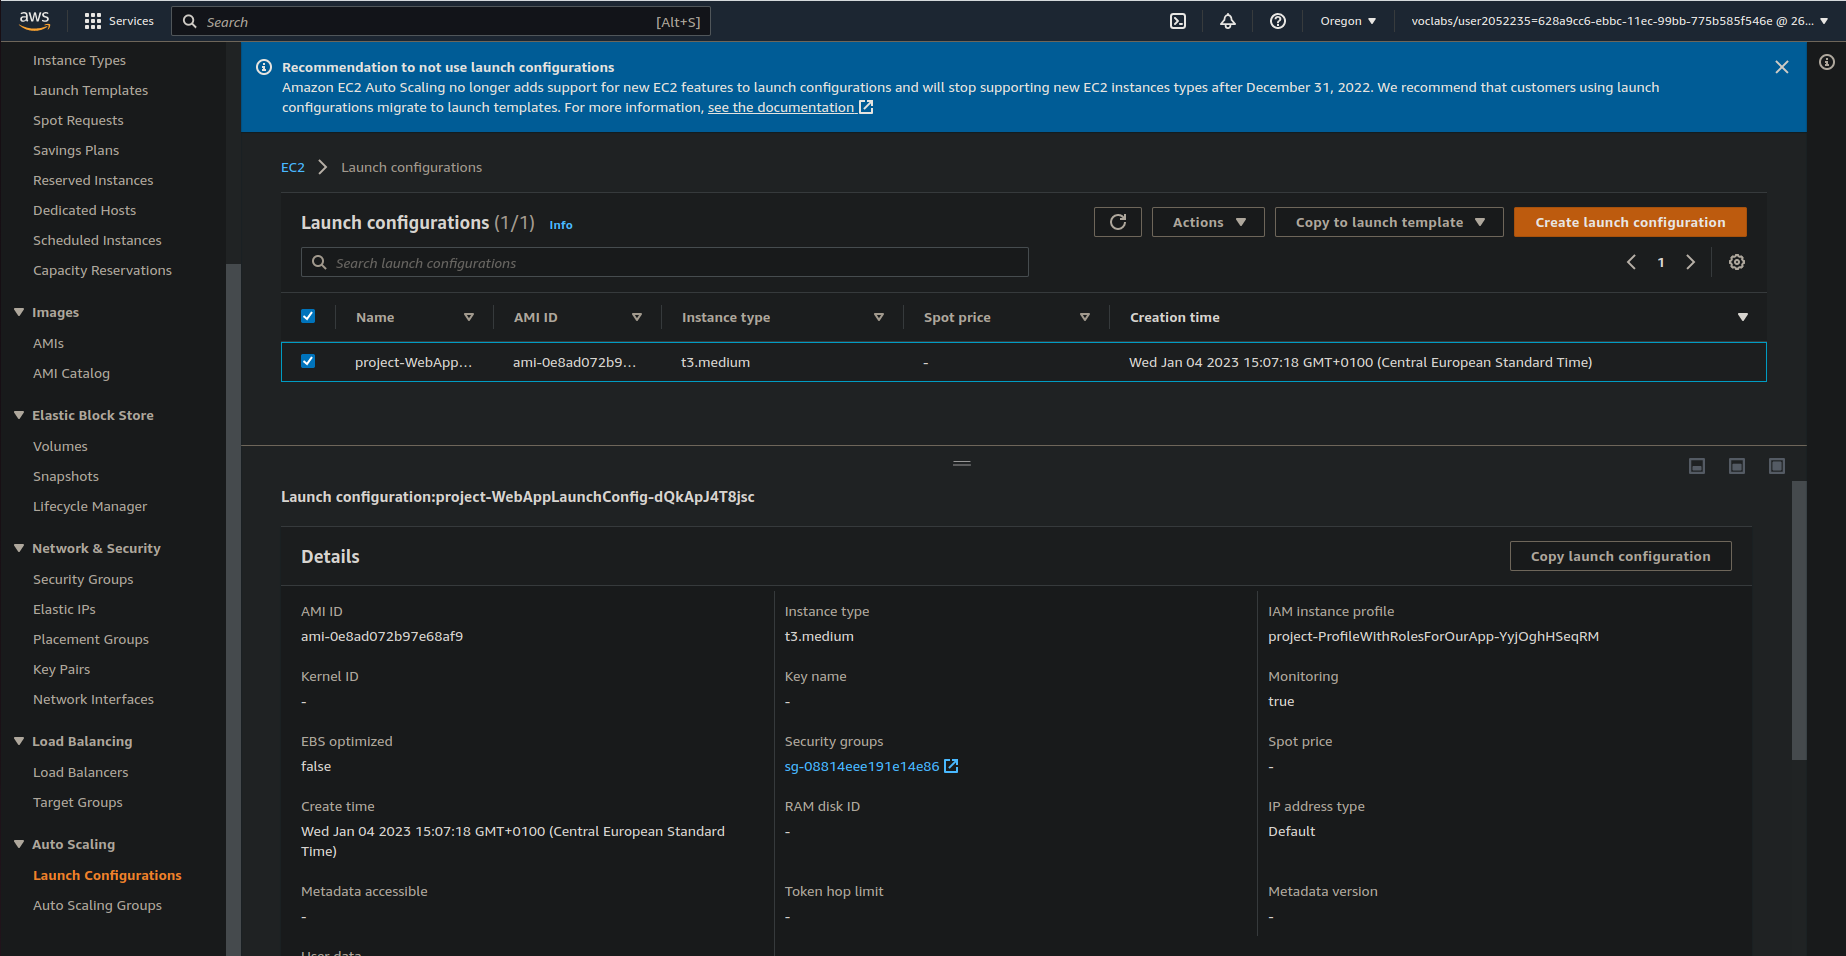 aws
Services
Search
[Alt+S]
Oregon
voclabs/user2052235=628a9cc6-ebbc-11ec-99bb-775b585f546e @ 26...
Instance Types
Launch Templates
Spot Requests
Savings Plans
Reserved Instances
Dedicated Hosts
Scheduled Instances
Capacity Reservations
Images
AMIs
AMI Catalog
Elastic Block Store
Volumes
Snapshots
Lifecycle Manager
Network & Security
Security Groups
Elastic IPs
Placement Groups
Key Pairs
Network Interfaces
Load Balancing
Load Balancers
Target Groups
Auto Scaling
Launch Configurations
Auto Scaling Groups
Recommendation to not use launch configurations
Amazon EC2 Auto Scaling no longer adds support for new EC2 features to launch configurations and will stop supporting new EC2 instances types after December 31, 2022. We recommend that customers using launch
configurations migrate to launch templates. For more information, see the documentation
EC2
Launch configurations
Launch configurations (1/1)
Info
Actions
Copy to launch template
Create launch configuration
Search launch configurations
1
Name
AMI ID
Instance type
Spot price
Creation time
project-WebApp...
ami-0e8ad072b9...
t3.medium
-
Wed Jan 04 2023 15:07:18 GMT+0100 (Central European Standard Time)
Launch configuration:project-WebAppLaunchConfig-dQkApJ4T8jsc
Details
Copy launch configuration
AMI ID
ami-0e8ad072b97e68af9
Instance type
t3.medium
IAM instance profile
project-ProfileWithRolesForOurApp-YyJOghHSeqRM
Kernel ID
-
Key name
-
Monitoring
true
EBS optimized
false
Security groups
sg-08814eee191e14e86
Spot price
-
Create time
Wed Jan 04 2023 15:07:18 GMT+0100 (Central European Standard
Time)
RAM disk ID
-
IP address type
Default
Metadata accessible
-
Token hop limit
-
Metadata version
-
User data